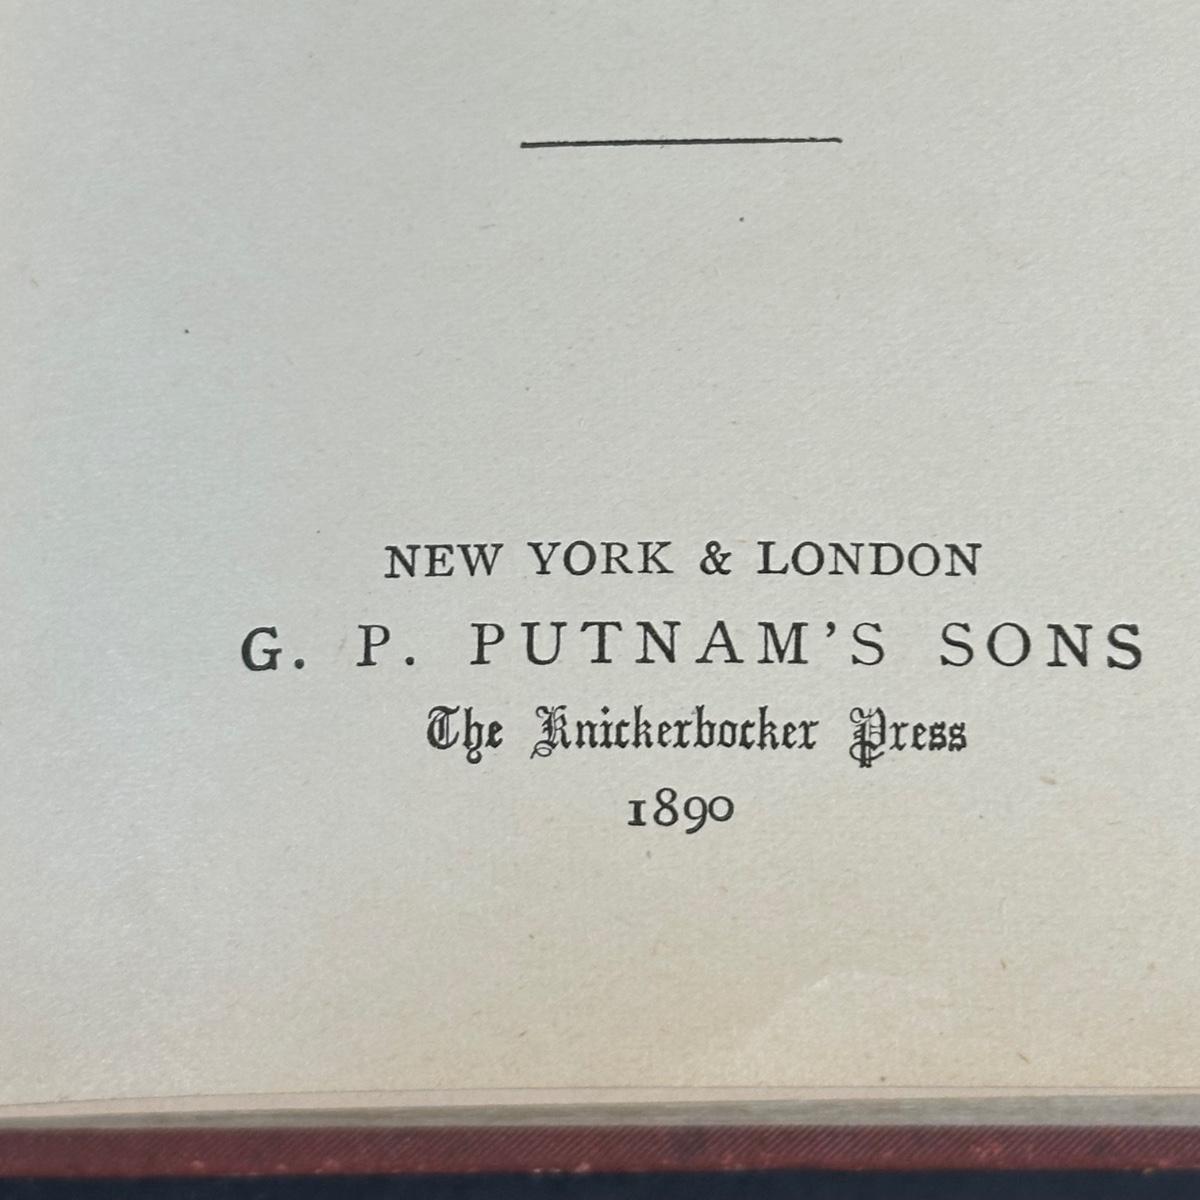 NEW YORK & LONDON
G. P. PUTNAM'S SONS
The Knickerbocker Press
1890